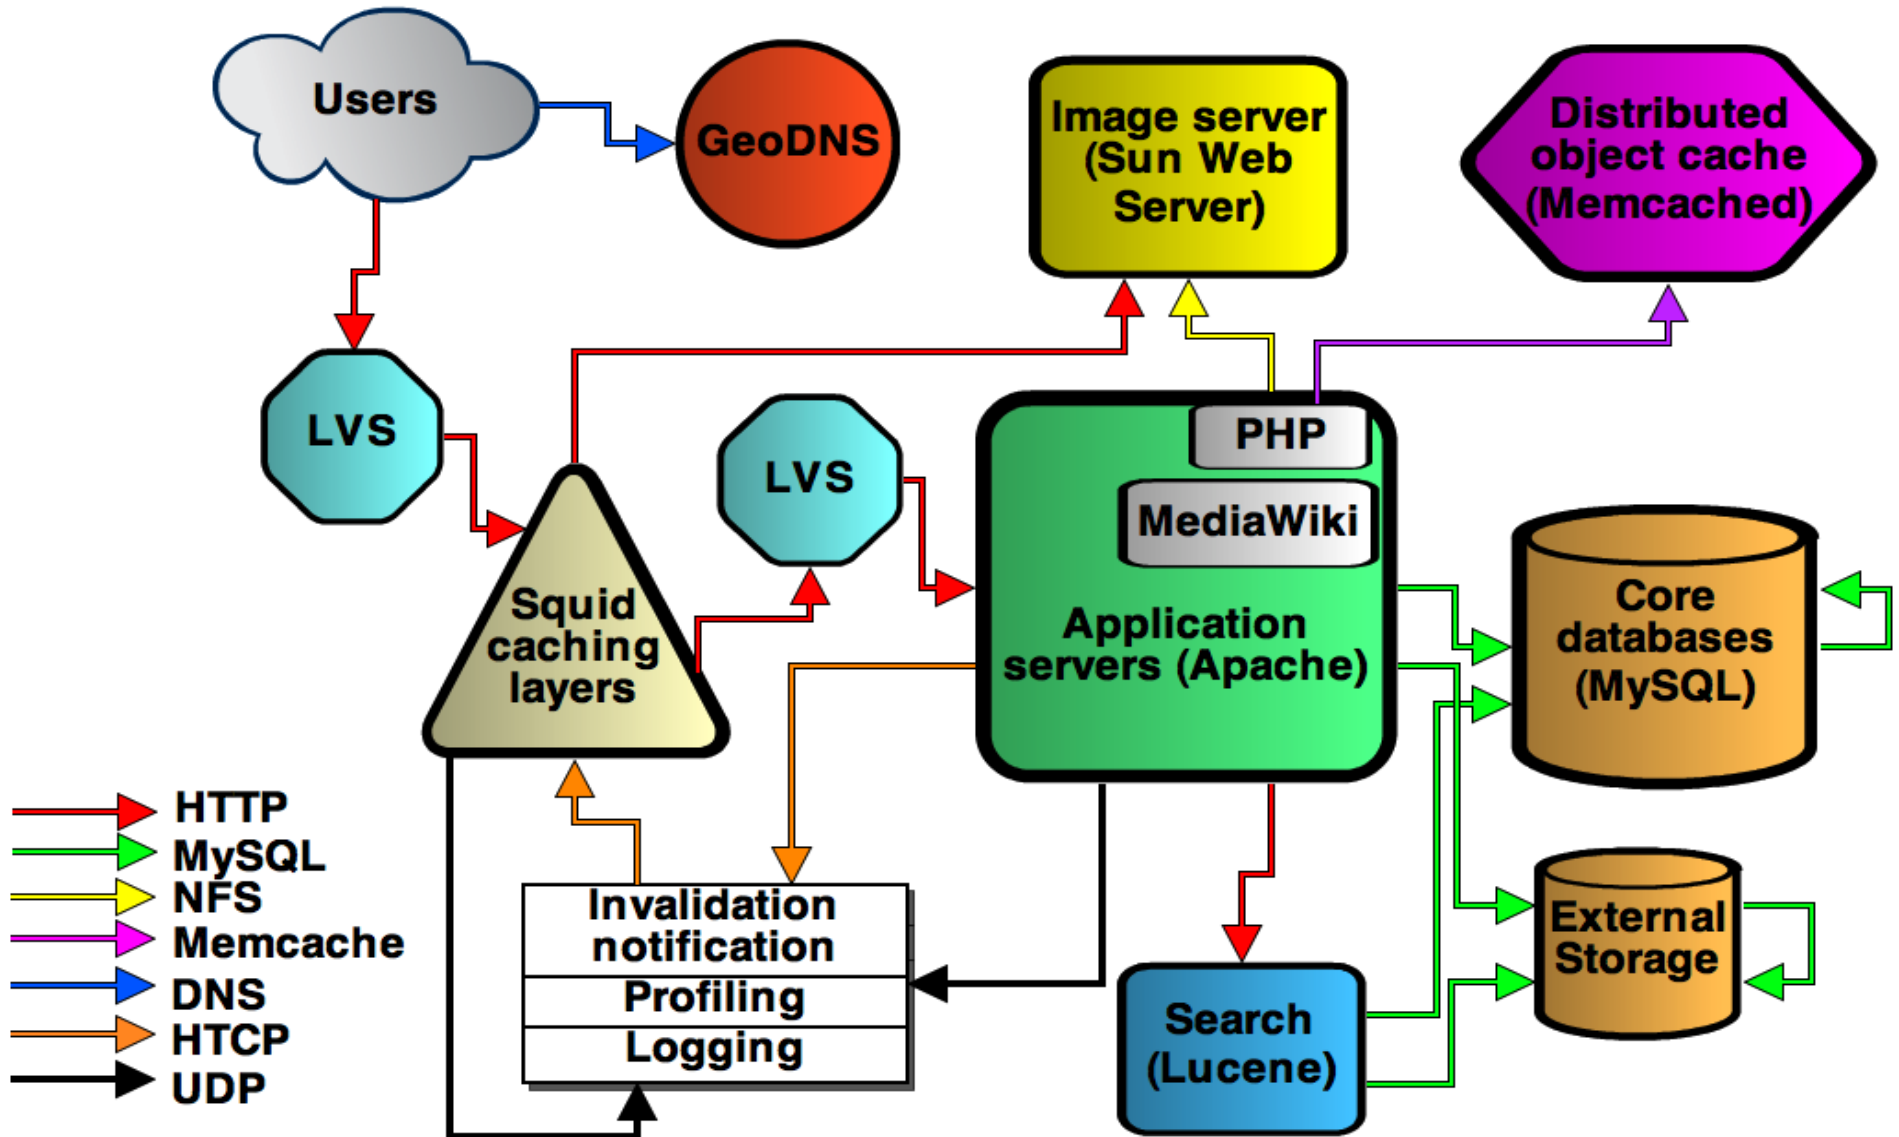 Users
GeoDNS
Image server
(Sun Web
Server)
Distributed
object cache
(Memcached)
LVS
LVS
PHP
MediaWiki
Application
servers (Apache)
Squid
caching
layers
Core
databases
(MySQL)
HTTP
MySQL
NFS
Memcache
DNS
HTCP
UDP
Invalidation
notification
Profiling
Logging
Search
(Lucene)
External
Storage